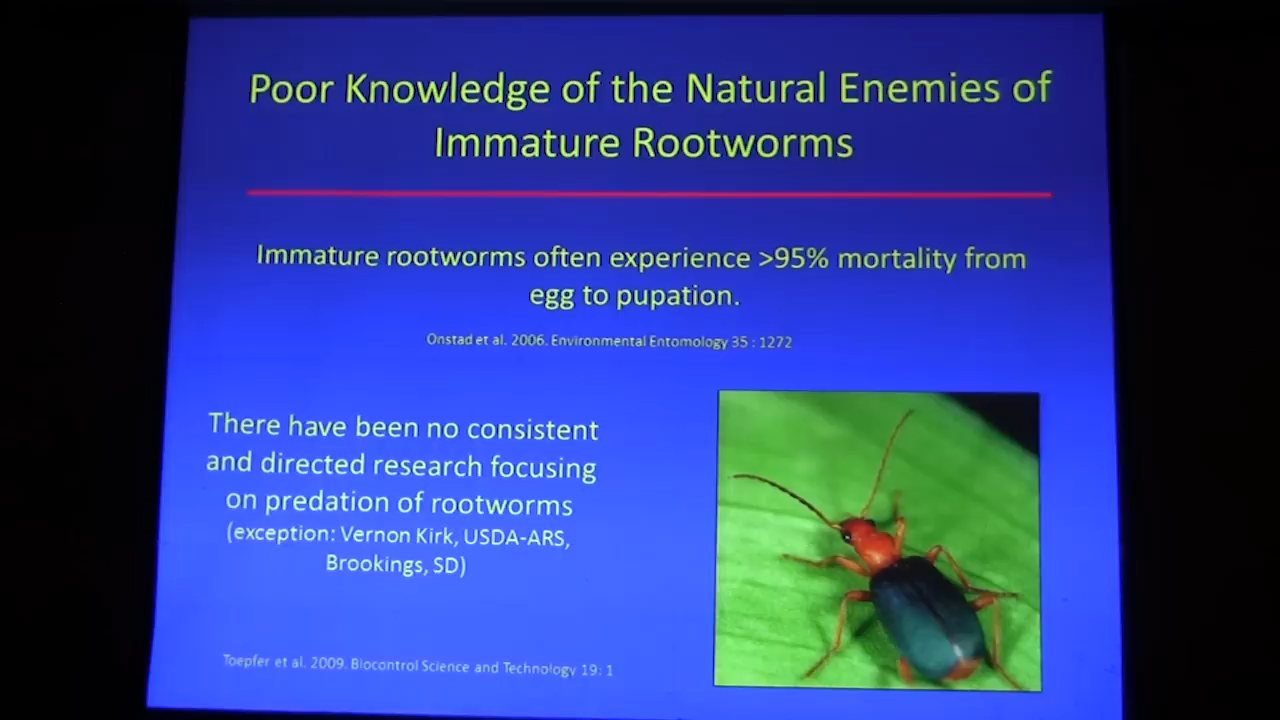 Poor Knowledge of the Natural Enemies of
Immature Rootworms
Immature rootworms often experience >95% mortality from
egg to pupation.
Onstad et al. 2006. Environmental Entomology 35 : 1272
There have been no consistent
and directed research focusing
on predation of rootworms
(exception: Vernon Kirk, USDA-ARS,
Brookings, SD)
Toepfer et al. 2009. Biocontrol Science and Technology 19: 1